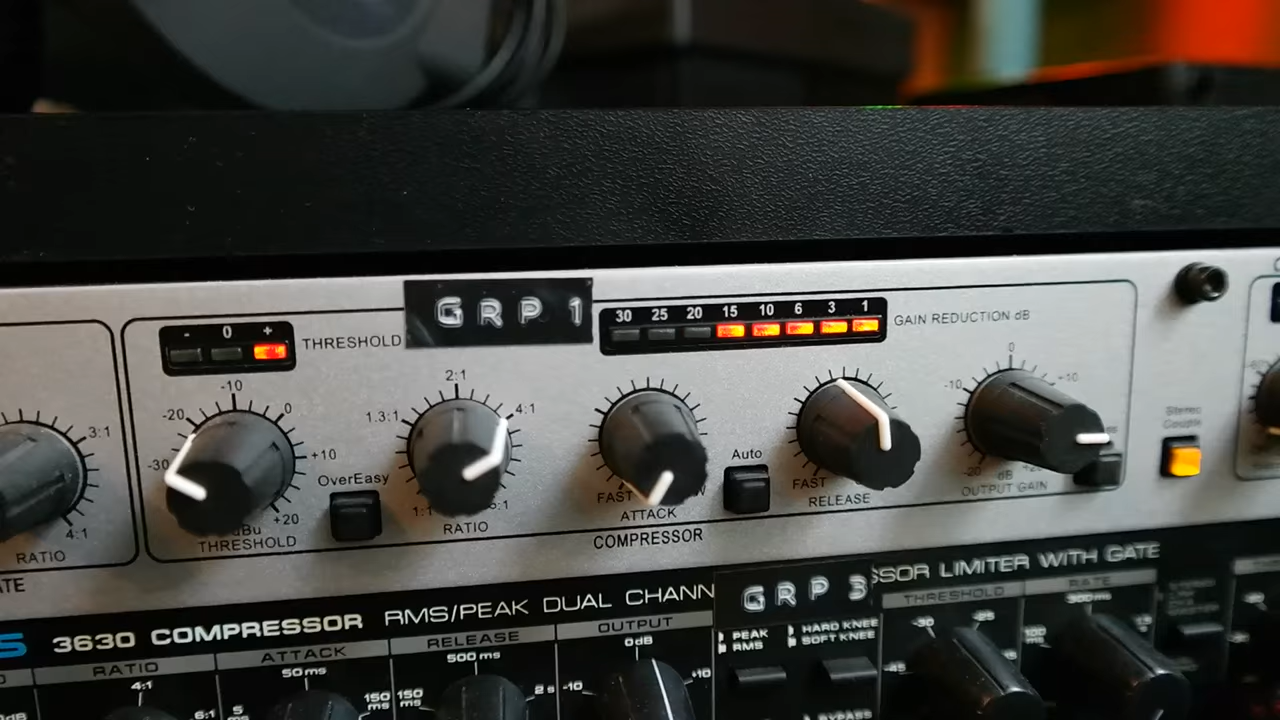 GRP 1
- 0 +
THRESHOLD
30 25 20 15 10 6 3 1
GAIN REDUCTION dB
3:1
4:1
RATIO
-30 -20 -10 0 +10 +20
dBu
THRESHOLD
OverEasy
1.3:1 2:1 4:1
RATIO
FAST
ATTACK
Auto
FAST
RELEASE
-20 -10 0 +10
dB
OUTPUT GAIN
Stereo
Couple
COMPRESSOR
3630 COMPRESSOR RMS/PEAK DUAL CHANN
GRP 3
SSOR LIMITER WITH GATE
RATIO
4:1
6:1
ATTACK
50 ms
5
ms
150
ms
RELEASE
500 ms
150
ms
2 s
OUTPUT
0dB
-10
+10
PEAK
RMS
HARD KNEE
SOFT KNEE
BYPASS
THRESHOLD
-30
-25
-45
RATE
300 ms
100
ms